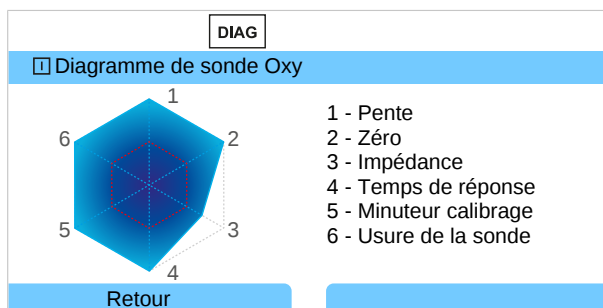 DIAG
Diagramme de sonde Oxy
1
2
3
4
5
6
1 - Pente
2 - Zéro
3 - Impédance
4 - Temps de réponse
5 - Minuteur calibrage
6 - Usure de la sonde
Retour